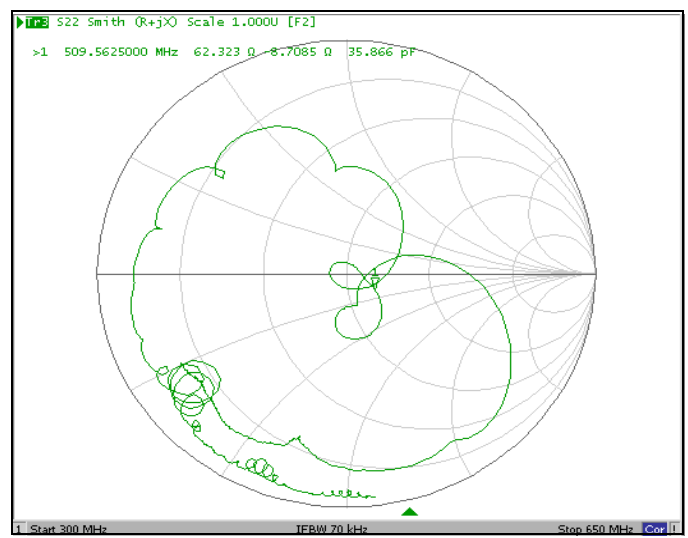 Tr3 S22 Smith (R+jX) Scale 1.000U [F2]
>1 509.5625000 MHz 62.323 Ω -8.7085 Ω 35.866 pF
1
1 Start 300 MHz IFBW 70 kHz Stop 650 MHz Cor !